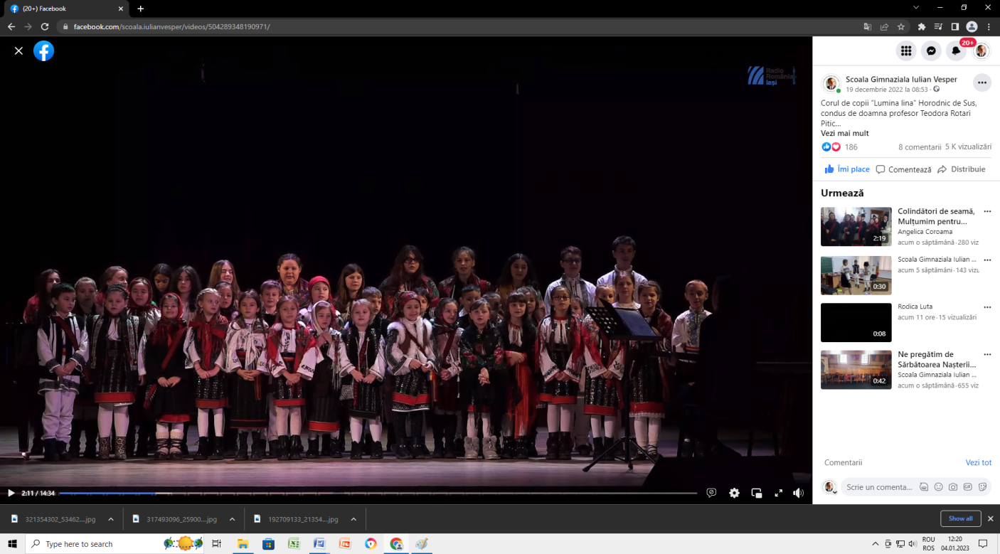 (20+) Facebook
facebook.com/scoala.iulianvesper/videos/504289348190971/
Radio
România
Iași
20+
Scoala Gimnaziala Iulian Vesper
19 decembrie 2022 la 08:53 ·
Corul de copii "Lumina lina" Horodnic de Sus,
condus de doamna profesor Teodora Rotari
Pitic...
Vezi mai mult
186
8 comentarii 5 K vizualizări
Îmi place
Comentează
Distribuie
Urmează
Colindători de seamă,
Mulțumim pentru...
Angelica Coroama
acum o săptămână · 280 viz
2:19
Scoala Gimnaziala Iulian ...
acum 5 săptămâni · 143 vizu
0:30
Rodica Luta
acum 11 ore · 15 vizualizări
0:08
Ne pregătim de
Sărbătoarea Nașterii...
Scoala Gimnaziala Iulian ...
acum o săptămână · 655 viz
0:42
Comentarii
Vezi tot
Scrie un comenta...
GIF
2:11 / 14:34
321354302_53462....jpg
317493096_25900....jpg
192709133_21354....jpg
Show all
Type here to search
ROU
ROS
12:20
04.01.2023